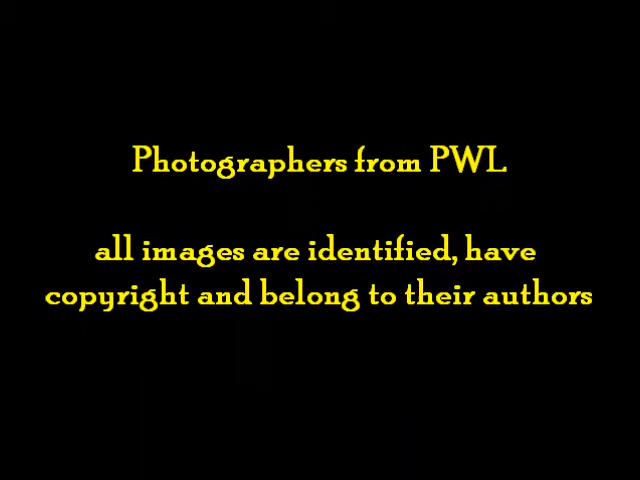 Photographers from PWL
all images are identified, have
copyright and belong to their authors